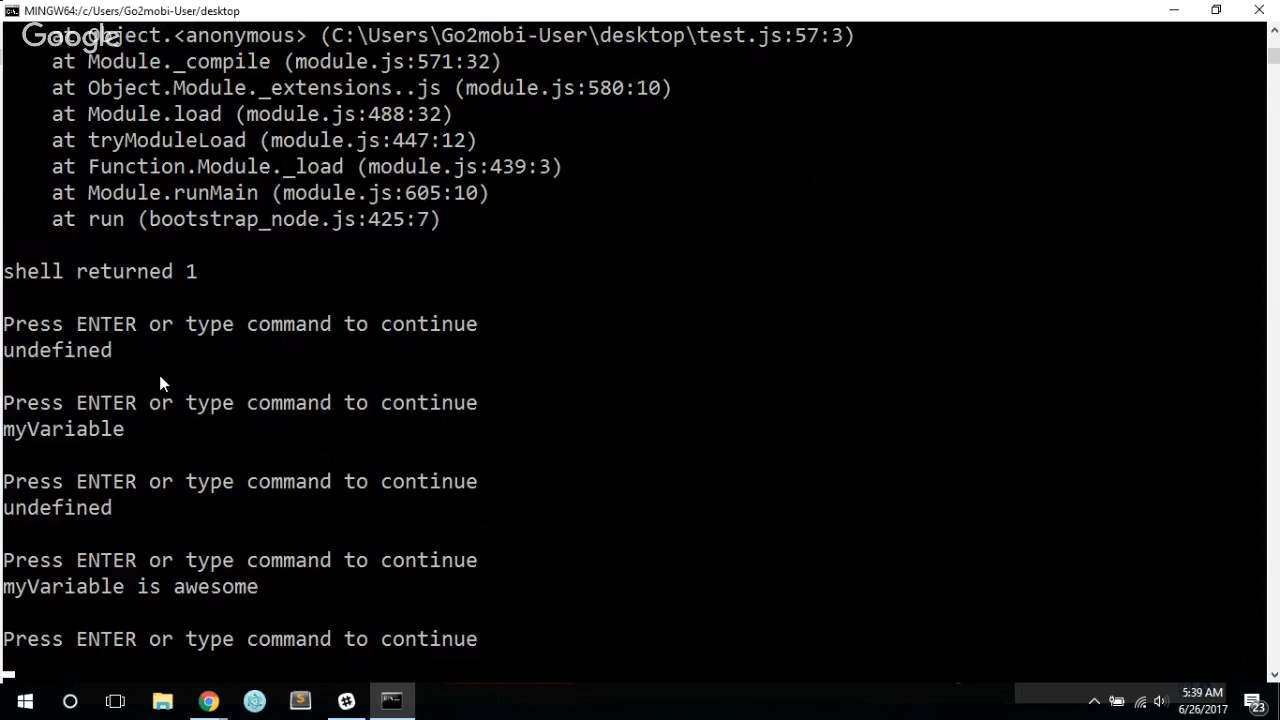 MINGW64:/c/Users/Go2mobi-User/desktop
Google
at Object.<anonymous> (C:\Users\Go2mobi-User\desktop\test.js:57:3)
at Module._compile (module.js:571:32)
at Object.Module._extensions..js (module.js:580:10)
at Module.load (module.js:488:32)
at tryModuleLoad (module.js:447:12)
at Function.Module._load (module.js:439:3)
at Module.runMain (module.js:605:10)
at run (bootstrap_node.js:425:7)
shell returned 1
Press ENTER or type command to continue
undefined
Press ENTER or type command to continue
myVariable
Press ENTER or type command to continue
undefined
Press ENTER or type command to continue
myVariable is awesome
Press ENTER or type command to continue
5:39 AM
6/26/2017
23